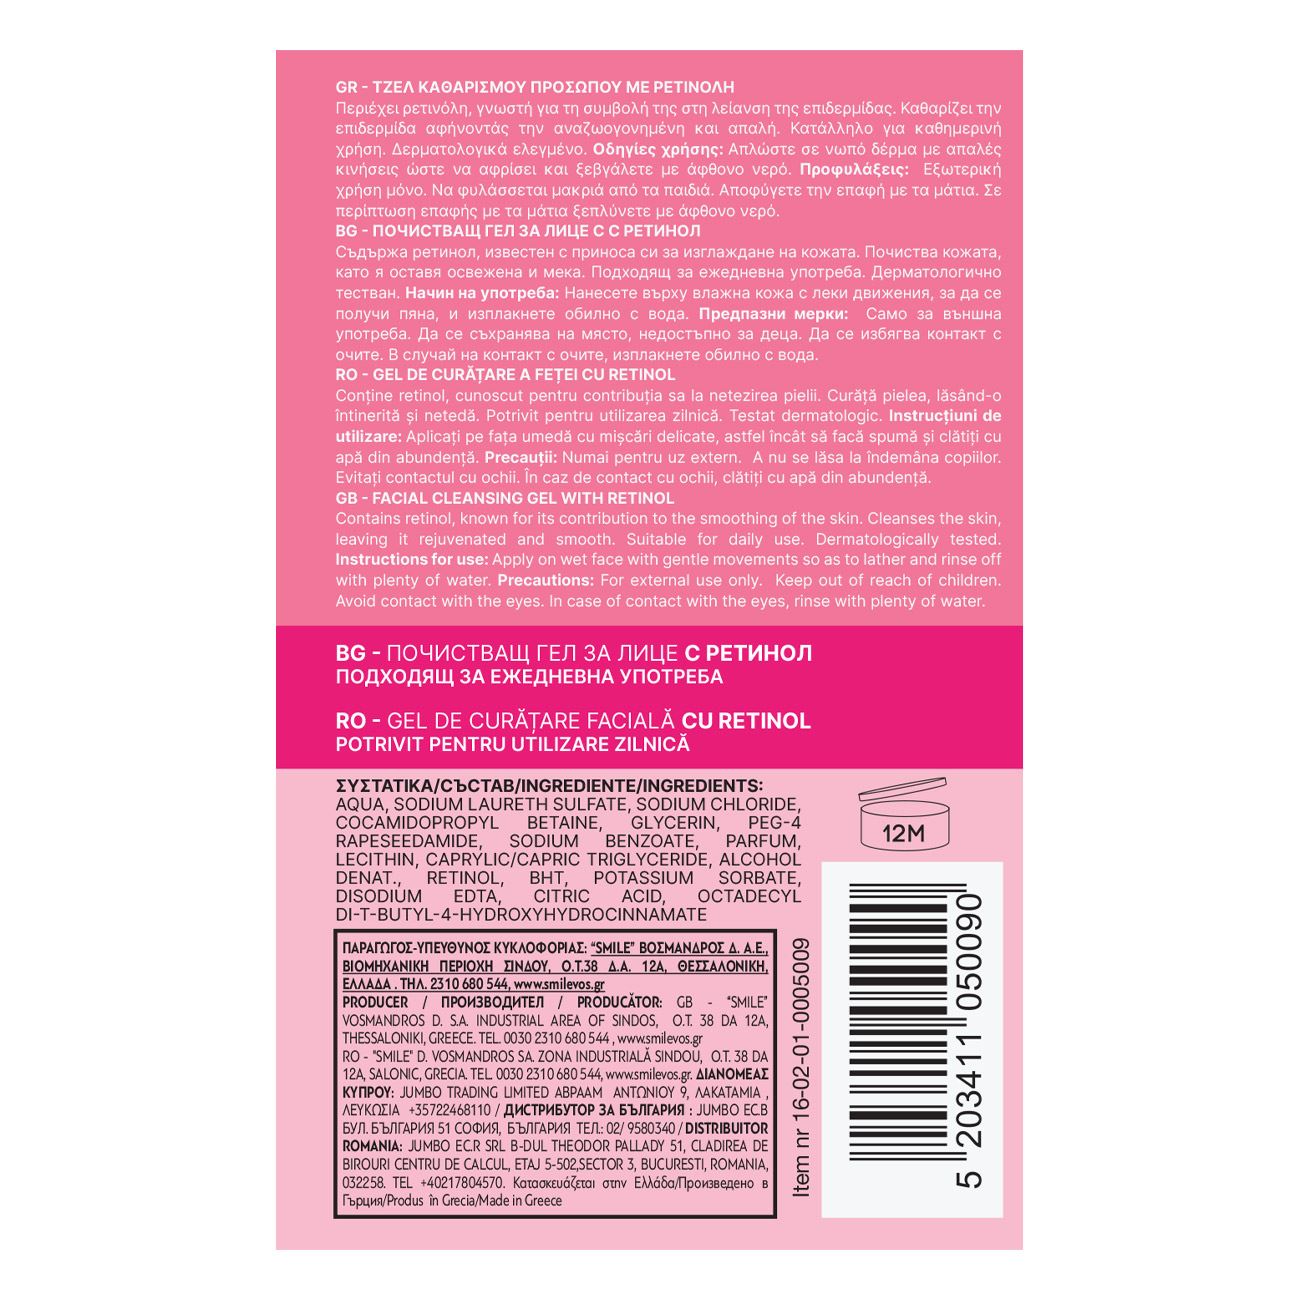 GR - ΤΖΕΛ ΚΑΘΑΡΙΣΜΟΥ ΠΡΟΣΩΠΟΥ ΜΕ ΡΕΤΙΝΟΛΗ
Περιέχει ρετινόλη, γνωστή για τη συμβολή της στη λείανση της επιδερμίδας. Καθαρίζει την
επιδερμίδα αφήνοντάς την αναζωογονημένη και απαλή. Κατάλληλο για καθημερινή
χρήση. Δερματολογικά ελεγμένο. Οδηγίες χρήσης: Απλώστε σε νωπό δέρμα με απαλές
κινήσεις ώστε να αφρίσει και ξεβγάλετε με άφθονο νερό. Προφυλάξεις: Εξωτερική
χρήση μόνο. Να φυλάσσεται μακριά από τα παιδιά. Αποφύγετε την επαφή με τα μάτια. Σε
περίπτωση επαφής με τα μάτια ξεπλύνετε με άφθονο νερό.
BG - ПОЧИСТВАЩ ГЕЛ ЗА ЛИЦЕ С С РЕТИНОЛ
Съдържа ретинол, известен с приноса си за изглаждане на кожата. Почиства кожата,
като я оставя освежена и мека. Подходящ за ежедневна употреба. Дерматологично
тестван. Начин на употреба: Нанесете върху влажна кожа с леки движения, за да се
получи пяна, и изплакнете обилно с вода. Предпазни мерки: Само за външна
употреба. Да се съхранява на място, недостъпно за деца. Да се избягва контакт с
очите. В случай на контакт с очите, изплакнете обилно с вода.
RO - GEL DE CURĂȚARE A FEȚEI CU RETINOL
Conține retinol, cunoscut pentru contribuția sa la netezirea pielii. Curăță pielea, lăsând-o
întinerită și netedă. Potrivit pentru utilizarea zilnică. Testat dermatologic. Instrucțiuni de
utilizare: Aplicați pe fața umedă cu mișcări delicate, astfel încât să facă spumă și clătiți cu
apă din abundență. Precauții: Numai pentru uz extern. A nu se lăsa la îndemâna copiilor.
Evitați contactul cu ochii. În caz de contact cu ochii, clătiți cu apă din abundență.
GB - FACIAL CLEANSING GEL WITH RETINOL
Contains retinol, known for its contribution to the smoothing of the skin. Cleanses the skin,
leaving it rejuvenated and smooth. Suitable for daily use. Dermatologically tested.
Instructions for use: Apply on wet face with gentle movements so as to lather and rinse off
with plenty of water. Precautions: For external use only. Keep out of reach of children.
Avoid contact with the eyes. In case of contact with the eyes, rinse with plenty of water.
BG - ПОЧИСТВАЩ ГЕЛ ЗА ЛИЦЕ С РЕТИНОЛ
ПОДХОДЯЩ ЗА ЕЖЕДНЕВНА УПОТРЕБА
RO - GEL DE CURĂȚARE FACIALĂ CU RETINOL
POTRIVIT PENTRU UTILIZARE ZILNICĂ
ΣΥΣΤΑΤΙΚΑ/СЪСТАВ/INGREDIENTE/INGREDIENTS:
AQUA, SODIUM LAURETH SULFATE, SODIUM CHLORIDE,
COCAMIDOPROPYL BETAINE, GLYCERIN, PEG-4
RAPESEEDAMIDE, SODIUM BENZOATE, PARFUM,
LECITHIN, CAPRYLIC/CAPRIC TRIGLYCERIDE, ALCOHOL
DENAT., RETINOL, BHT, POTASSIUM SORBATE,
DISODIUM EDTA, CITRIC ACID, OCTADECYL
DI-T-BUTYL-4-HYDROXYHYDROCINNAMATE
12M
ΠΑΡΑΓΩΓΟΣ-ΥΠΕΥΘΥΝΟΣ ΚΥΚΛΟΦΟΡΙΑΣ: “SMILE” ΒΟΣΜΑΝΔΡΟΣ Δ. Α.Ε.,
ΒΙΟΜΗΧΑΝΙΚΗ ΠΕΡΙΟΧΗ ΣΙΝΔΟΥ, Ο.Τ.38 Δ.Α. 12Α, ΘΕΣΣΑΛΟΝΙΚΗ,
ΕΛΛΑΔΑ . ΤΗΛ. 2310 680 544, www.smilevos.gr
PRODUCER / ПРОИЗВОДИТЕЛ / PRODUCĂTOR: GB - “SMILE”
VOSMANDROS D. S.A. INDUSTRIAL AREA OF SINDOS, O.T. 38 DA 12A,
THESSALONIKI, GREECE. TEL. 0030 2310 680 544 , www.smilevos.gr
RO - "SMILE" D. VOSMANDROS SA. ZONA INDUSTRIALĂ SINDOU, O.T. 38 DA
12A, SALONIC, GRECIA. TEL. 0030 2310 680 544, www.smilevos.gr. ΔΙΑΝΟΜΕΑΣ
ΚΥΠΡΟΥ: JUMBO TRADING LIMITED ΑΒΡΑΑΜ ΑΝΤΩΝΙΟΥ 9, ΛΑΚΑΤΑΜΙΑ ,
ΛΕΥΚΩΣΙΑ +35722468110 / ДИСТРИБУТОР ЗА БЪЛГАРИЯ : JUMBO EC.B
БУЛ. БЪЛГАРИЯ 51 СОФИЯ, БЪЛГАРИЯ ТЕЛ.: 02/ 9580340 / DISTRIBUITOR
ROMANIA: JUMBO EC.R SRL B-DUL THEODOR PALLADY 51, CLADIREA DE
BIROURI CENTRU DE CALCUL, ETAJ 5-502,SECTOR 3, BUCURESTI, ROMANIA,
032258. TEL +40217804570. Κατασκευάζεται στην Ελλάδα/Произведено в
Гърция/Produs în Grecia/Made in Greece
Item nr 16-02-01-0005009
5 203411 050090